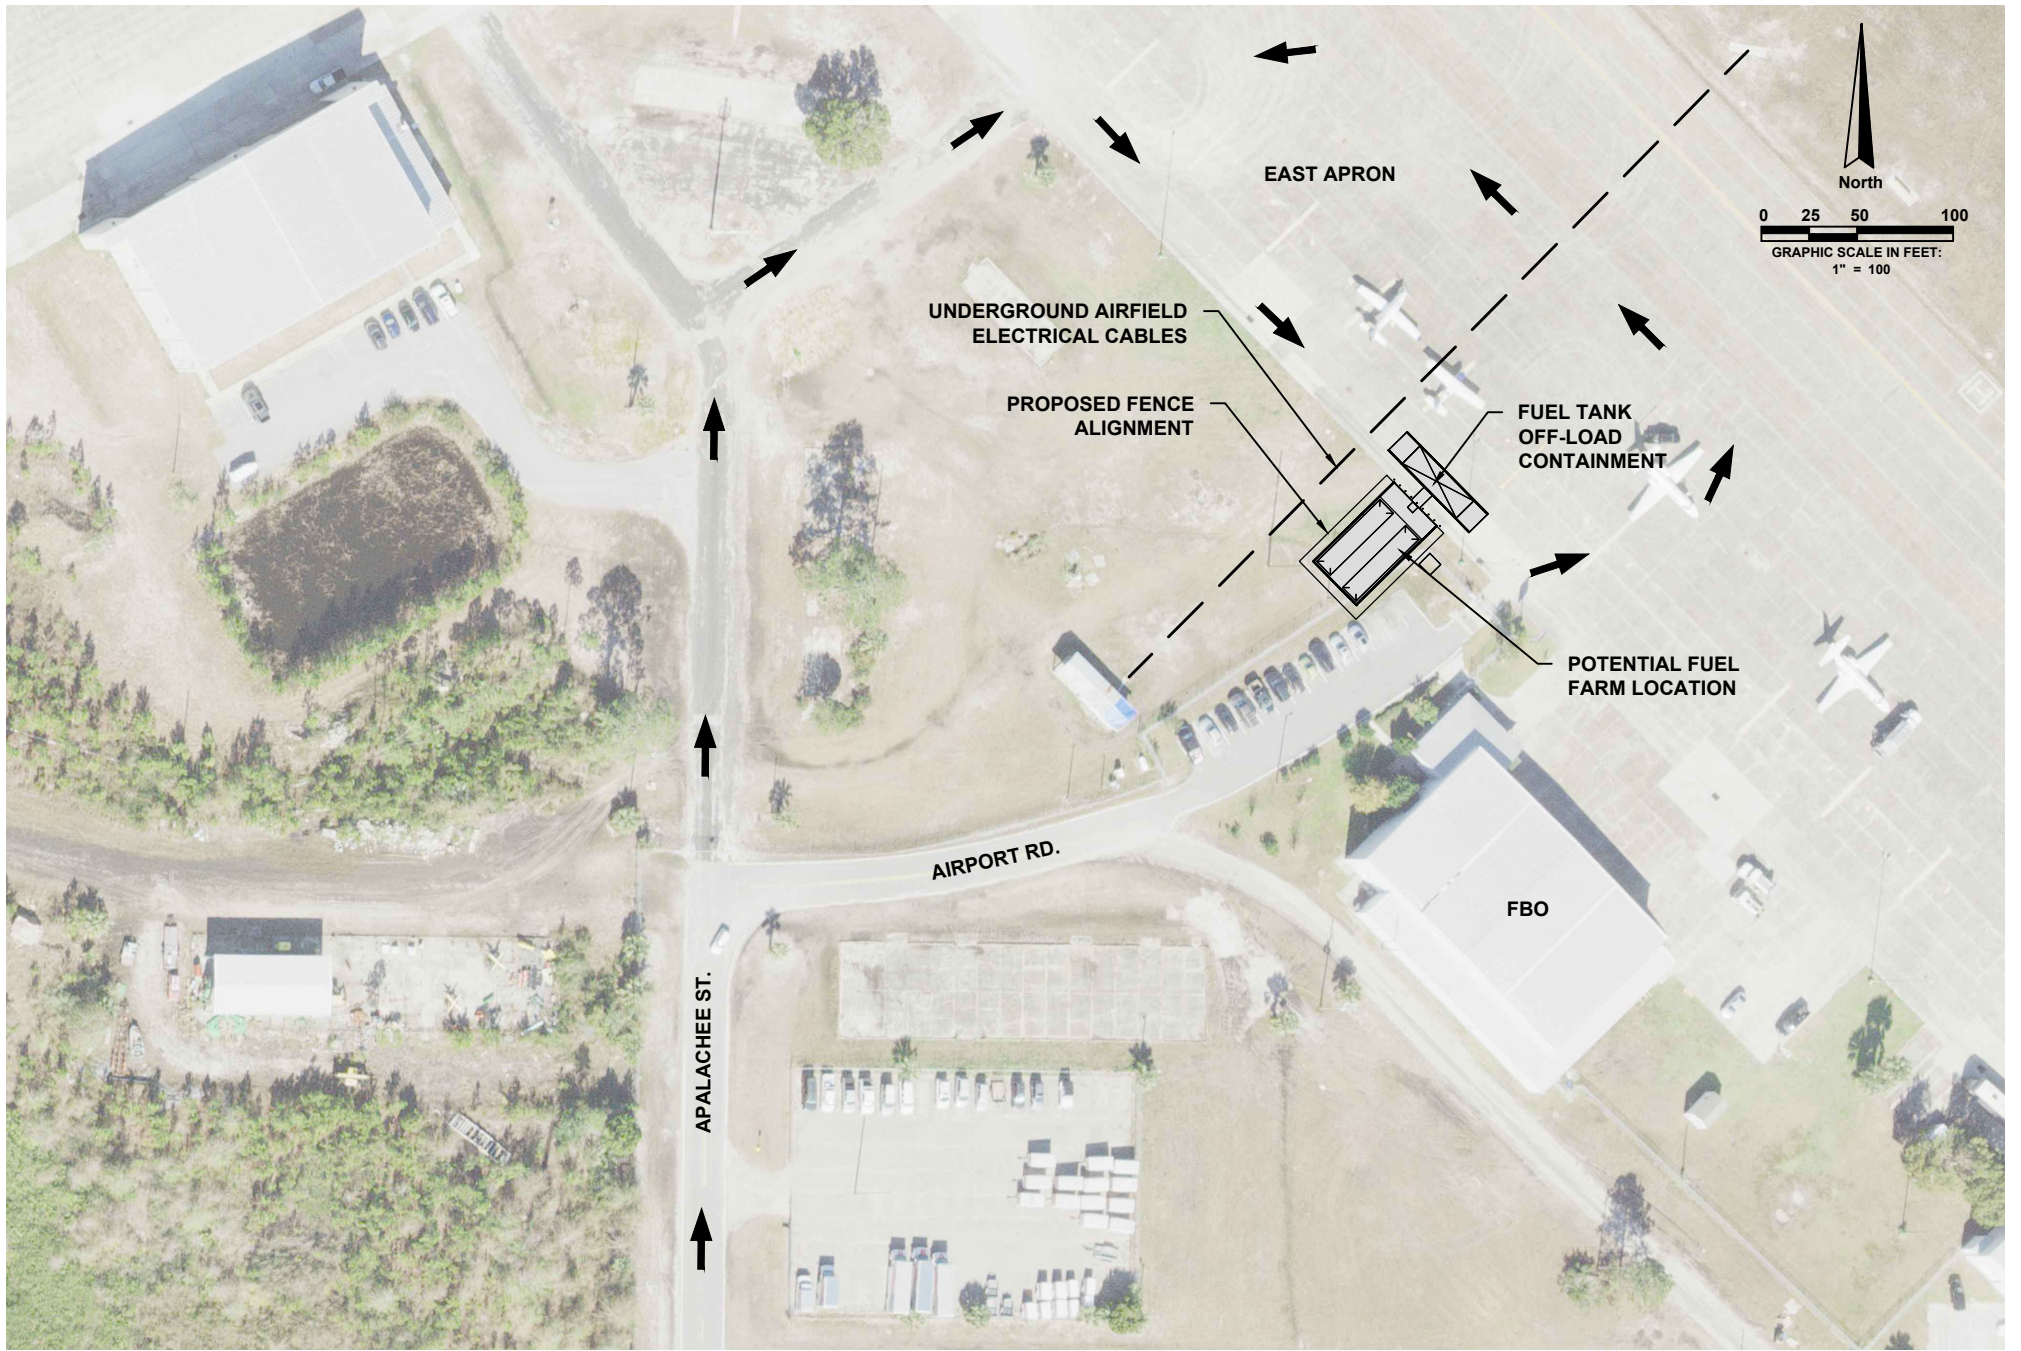 North
0 25 50 100
GRAPHIC SCALE IN FEET:
1" = 100
EAST APRON
UNDERGROUND AIRFIELD
ELECTRICAL CABLES
PROPOSED FENCE
ALIGNMENT
FUEL TANK
OFF-LOAD
CONTAINMENT
POTENTIAL FUEL
FARM LOCATION
AIRPORT RD.
FBO
APALACHEE ST.
H